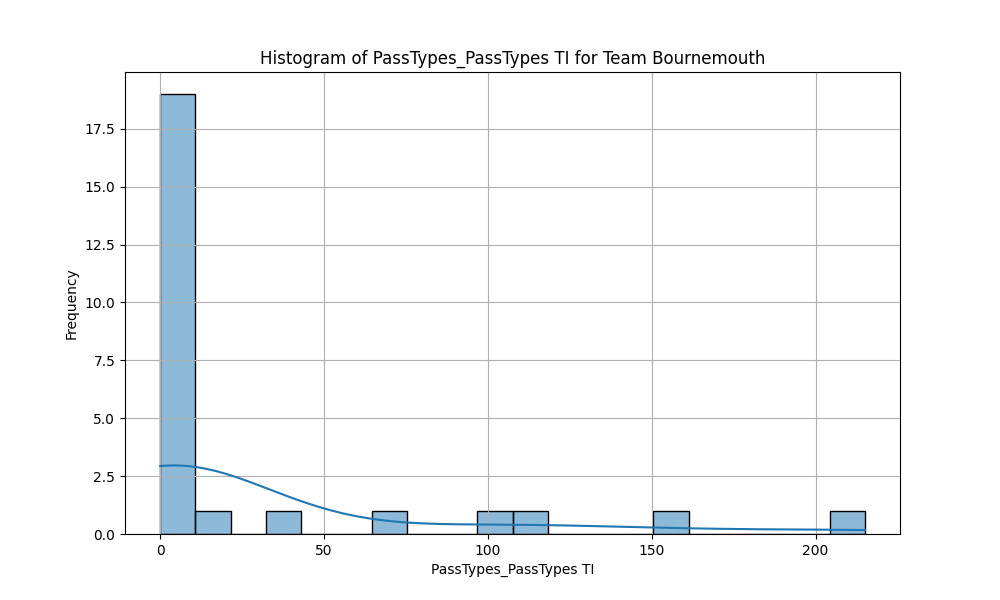 Histogram of PassTypes_PassTypes TI for Team Bournemouth
17.5
15.0
12.5
10.0
7.5
5.0
2.5
0.0
Frequency
0 50 100 150 200
PassTypes_PassTypes TI